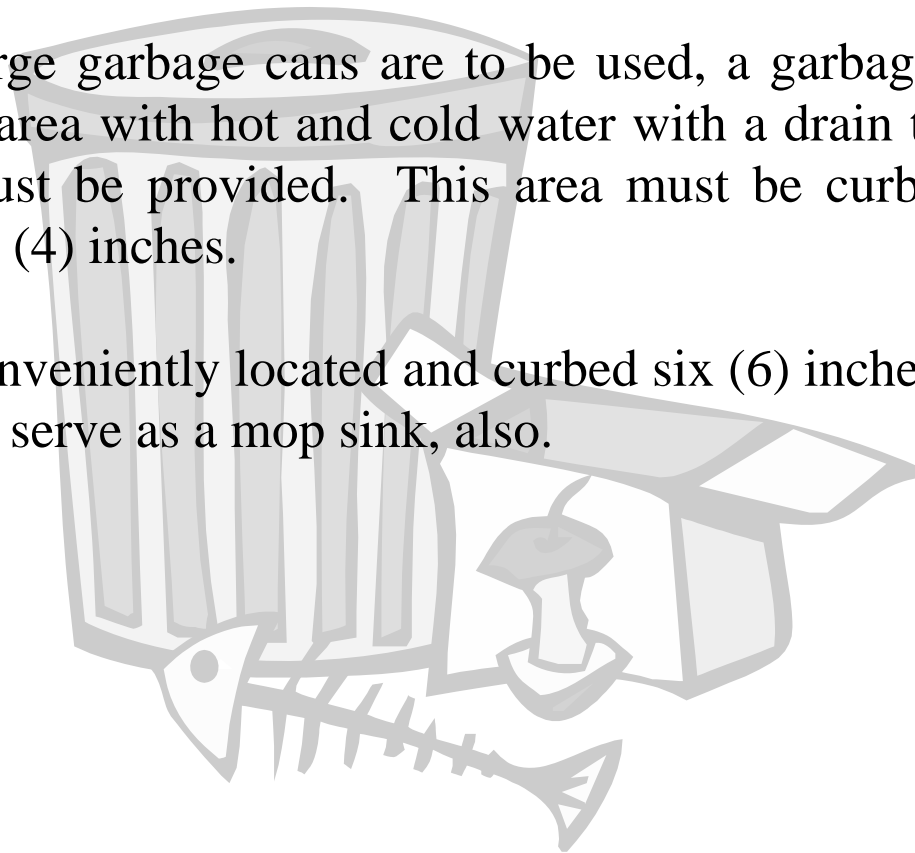 rge garbage cans are to be used, a garbag
area with hot and cold water with a drain t
ust be provided. This area must be curb
(4) inches.
nveniently located and curbed six (6) inche
serve as a mop sink, also.